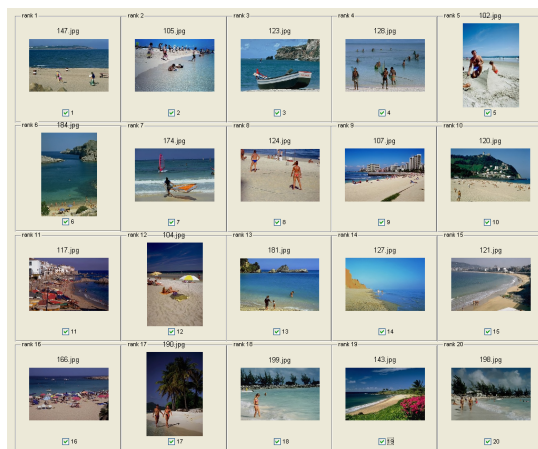 rank 1
147.jpg
1
rank 2
105.jpg
2
rank 3
123.jpg
3
rank 4
128.jpg
4
rank 5
102.jpg
5
rank 6
184.jpg
6
rank 7
174.jpg
7
rank 8
124.jpg
8
rank 9
107.jpg
9
rank 10
120.jpg
10
rank 11
117.jpg
11
rank 12
104.jpg
12
rank 13
181.jpg
13
rank 14
127.jpg
14
rank 15
121.jpg
15
rank 16
166.jpg
16
rank 17
190.jpg
17
rank 18
199.jpg
18
rank 19
143.jpg
19
rank 20
198.jpg
20